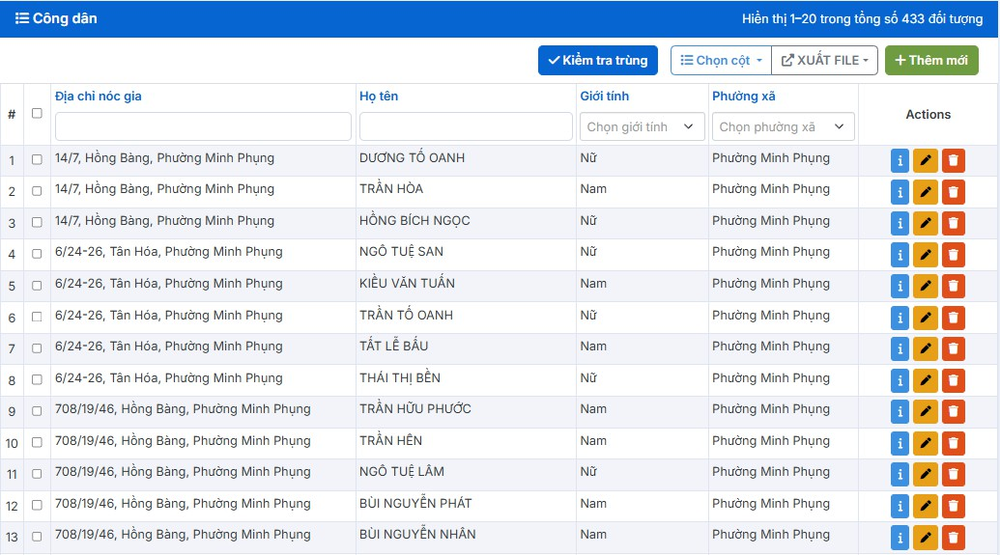 Công dân
Hiển thị 1–20 trong tổng số 433 đối tượng
Kiểm tra trùng Chọn cột XUẤT FILE Thêm mới
# Địa chỉ nóc gia Họ tên Giới tính Phường xã Actions
Chọn giới tính Chọn phường xã
1 14/7, Hồng Bàng, Phường Minh Phụng DƯƠNG TỐ OANH Nữ Phường Minh Phụng
2 14/7, Hồng Bàng, Phường Minh Phụng TRẦN HÒA Nam Phường Minh Phụng
3 14/7, Hồng Bàng, Phường Minh Phụng HỒNG BÍCH NGỌC Nữ Phường Minh Phụng
4 6/24-26, Tân Hóa, Phường Minh Phụng NGÔ TUỆ SAN Nữ Phường Minh Phụng
5 6/24-26, Tân Hóa, Phường Minh Phụng KIỀU VĂN TUẤN Nam Phường Minh Phụng
6 6/24-26, Tân Hóa, Phường Minh Phụng TRẦN TỐ OANH Nữ Phường Minh Phụng
7 6/24-26, Tân Hóa, Phường Minh Phụng TẤT LỄ BẤU Nam Phường Minh Phụng
8 6/24-26, Tân Hóa, Phường Minh Phụng THÁI THỊ BỀN Nữ Phường Minh Phụng
9 708/19/46, Hồng Bàng, Phường Minh Phụng TRẦN HỮU PHƯỚC Nam Phường Minh Phụng
10 708/19/46, Hồng Bàng, Phường Minh Phụng TRẦN HÊN Nam Phường Minh Phụng
11 708/19/46, Hồng Bàng, Phường Minh Phụng NGÔ TUỆ LÂM Nữ Phường Minh Phụng
12 708/19/46, Hồng Bàng, Phường Minh Phụng BÙI NGUYỄN PHÁT Nam Phường Minh Phụng
13 708/19/46, Hồng Bàng, Phường Minh Phụng BÙI NGUYỄN NHÂN Nam Phường Minh Phụng